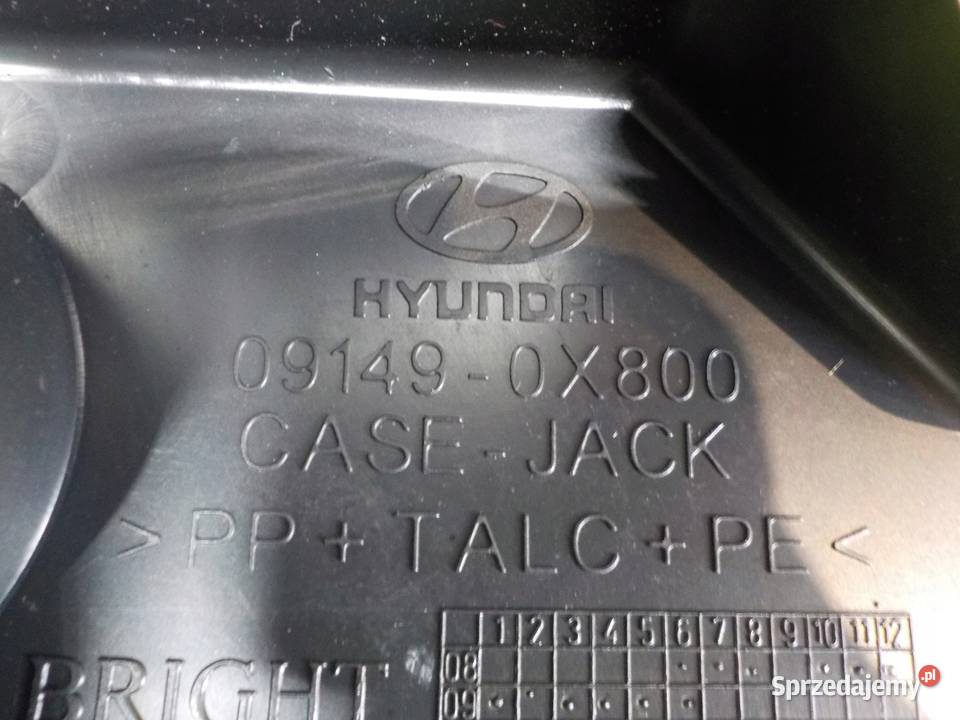 HYUNDAI
09149-0X800
CASE-JACK
>PP+TALC+PE<
1 2 3 4 5 6 7 8 9 10 11 12
08
BRIGHT
09
Sprzedajemy.pl